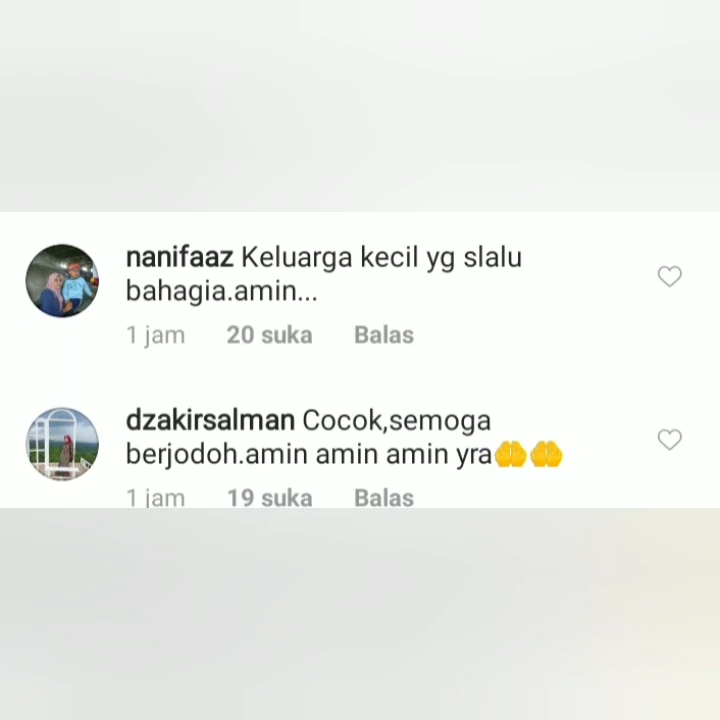 nanifaaz Keluarga kecil yg slalu
bahagia.amin...
1 jam 20 suka Balas
dzakirsalman Cocok,semoga
berjodoh.amin amin amin yra🤲🤲
1 jam 19 suka Balas